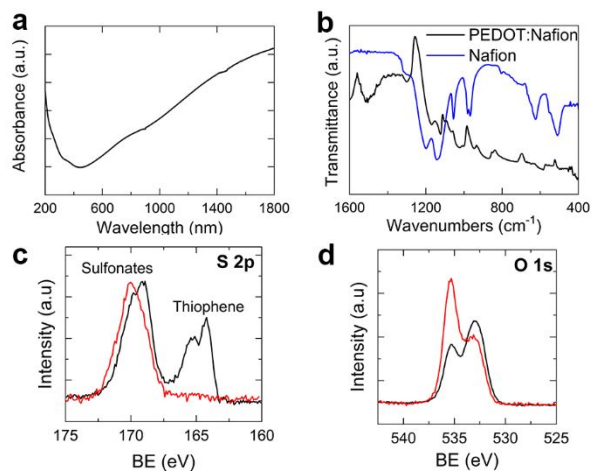 a
Absorbance (a.u.)
200 600 1000 1400 1800
Wavelength (nm)
b
PEDOT:Nafion
Nafion
Transmittance (a.u.)
1600 1200 800 400
Wavenumbers (cm-1)
c
S 2p
Sulfonates
Thiophene
Intensity (a.u)
175 170 165 160
BE (eV)
d
O 1s
Intensity (a.u.)
540 535 530 525
BE (eV)